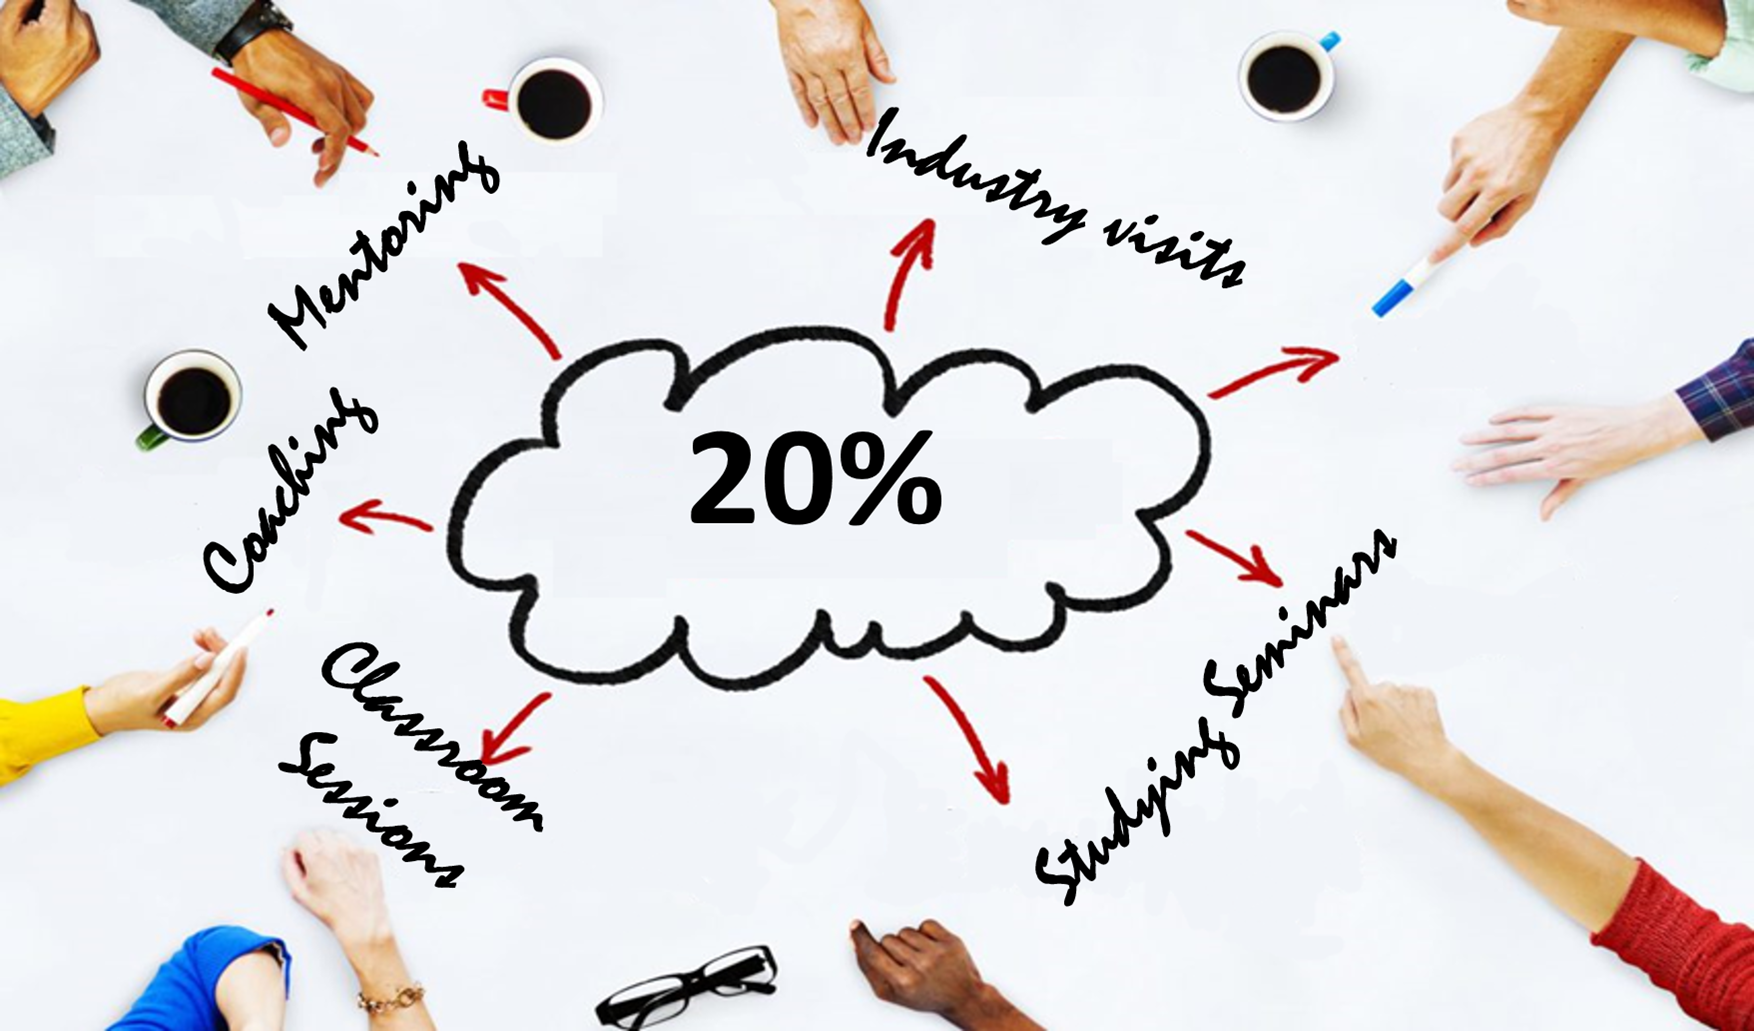 Mentoring
Industry visits
Coaching
20%
Classroom
Sessions
Studying Seminars